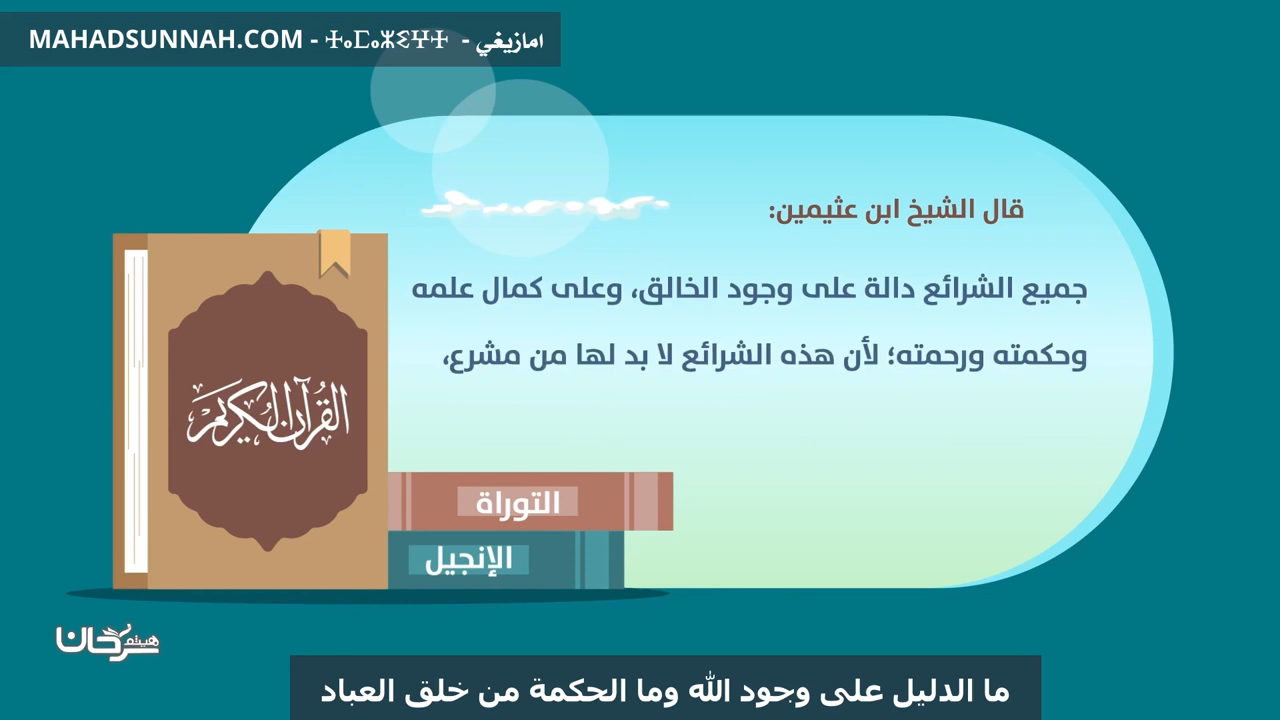 MAHADSUNNAH.COM - ⵜⴰⵎⴰⵣⵉⵖⵜ - امازيغي
قال الشيخ ابن عثيمين:
جميع الشرائع دالة على وجود الخالق، وعلى كمال علمه
وحكمته ورحمته؛ لأن هذه الشرائع لا بد لها من مشرع،
القرآن الكريم
التوراة
الإنجيل
هيثم سرحان
ما الدليل على وجود الله وما الحكمة من خلق العباد